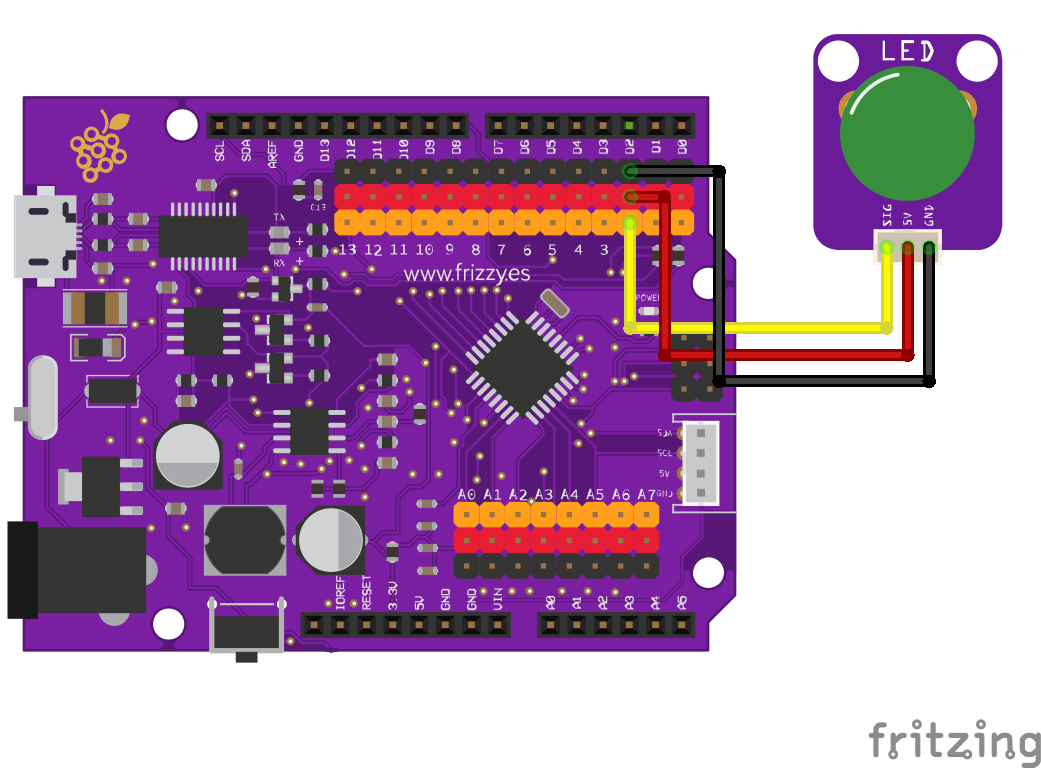 LED
SIG 5V GND
SCL SDA AREF GND D13 D12 D11 D10 D9 D8 D7 D6 D5 D4 D3 D2 D1 D0
C13
TX
RX
+
+
13 12 11 10 9 8 7 6 5 4 3
www.frizzy.es
POWER
SDA
SCL
5V
GND
A0 A1 A2 A3 A4 A5 A6 A7
IOREF RESET 3.3V 5V GND GND VIN A0 A1 A2 A3 A4 A5
fritzing